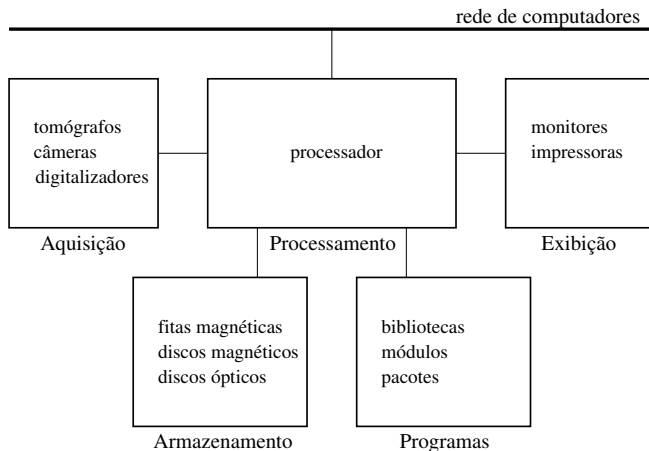 rede de computadores
tomógrafos
câmeras
digitalizadores
Aquisição
processador
Processamento
monitores
impressoras
Exibição
fitas magnéticas
discos magnéticos
discos ópticos
Armazenamento
bibliotecas
módulos
pacotes
Programas